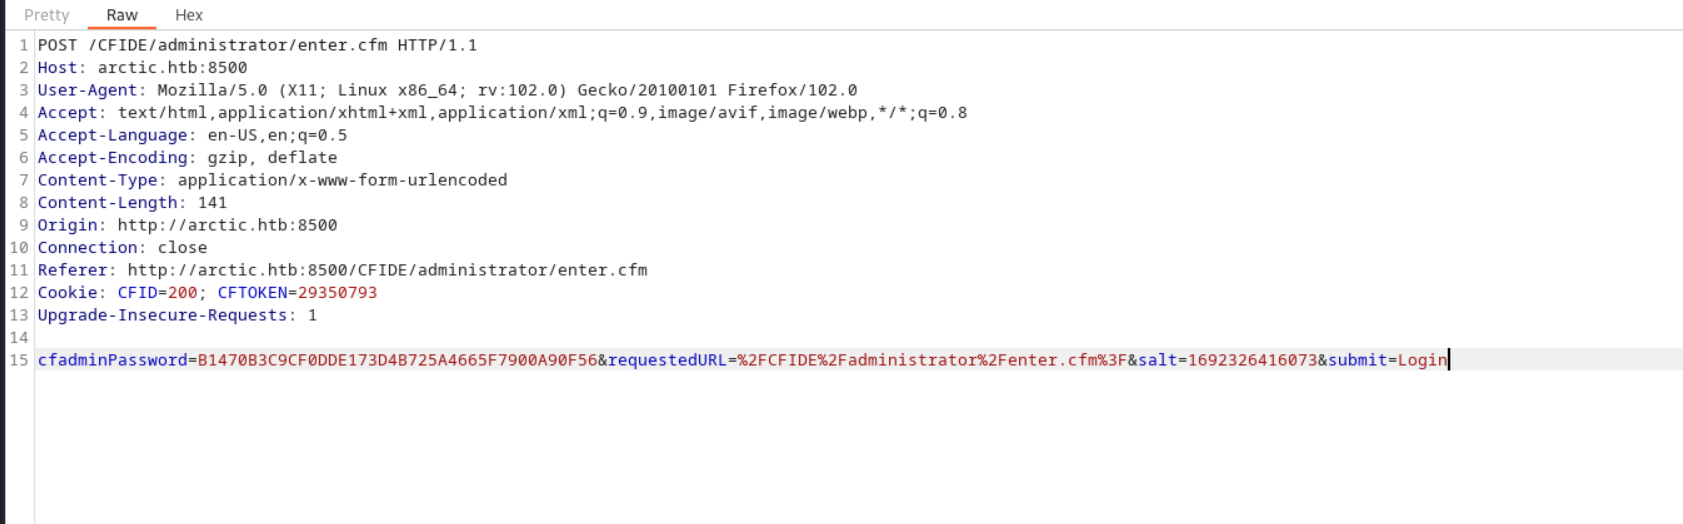 Pretty Raw Hex
1 POST /CFIDE/administrator/enter.cfm HTTP/1.1
2 Host: arctic.htb:8500
3 User-Agent: Mozilla/5.0 (X11; Linux x86_64; rv:102.0) Gecko/20100101 Firefox/102.0
4 Accept: text/html,application/xhtml+xml,application/xml;q=0.9,image/avif,image/webp,*/*;q=0.8
5 Accept-Language: en-US,en;q=0.5
6 Accept-Encoding: gzip, deflate
7 Content-Type: application/x-www-form-urlencoded
8 Content-Length: 141
9 Origin: http://arctic.htb:8500
10 Connection: close
11 Referer: http://arctic.htb:8500/CFIDE/administrator/enter.cfm
12 Cookie: CFID=200; CFTOKEN=29350793
13 Upgrade-Insecure-Requests: 1
14
15 cfadminPassword=B1470B3C9CF0DDE173D4B725A4665F7900A90F56&requestedURL=%2FCFIDE%2Fadministrator%2Fenter.cfm%3F&salt=1692326416073&submit=Login